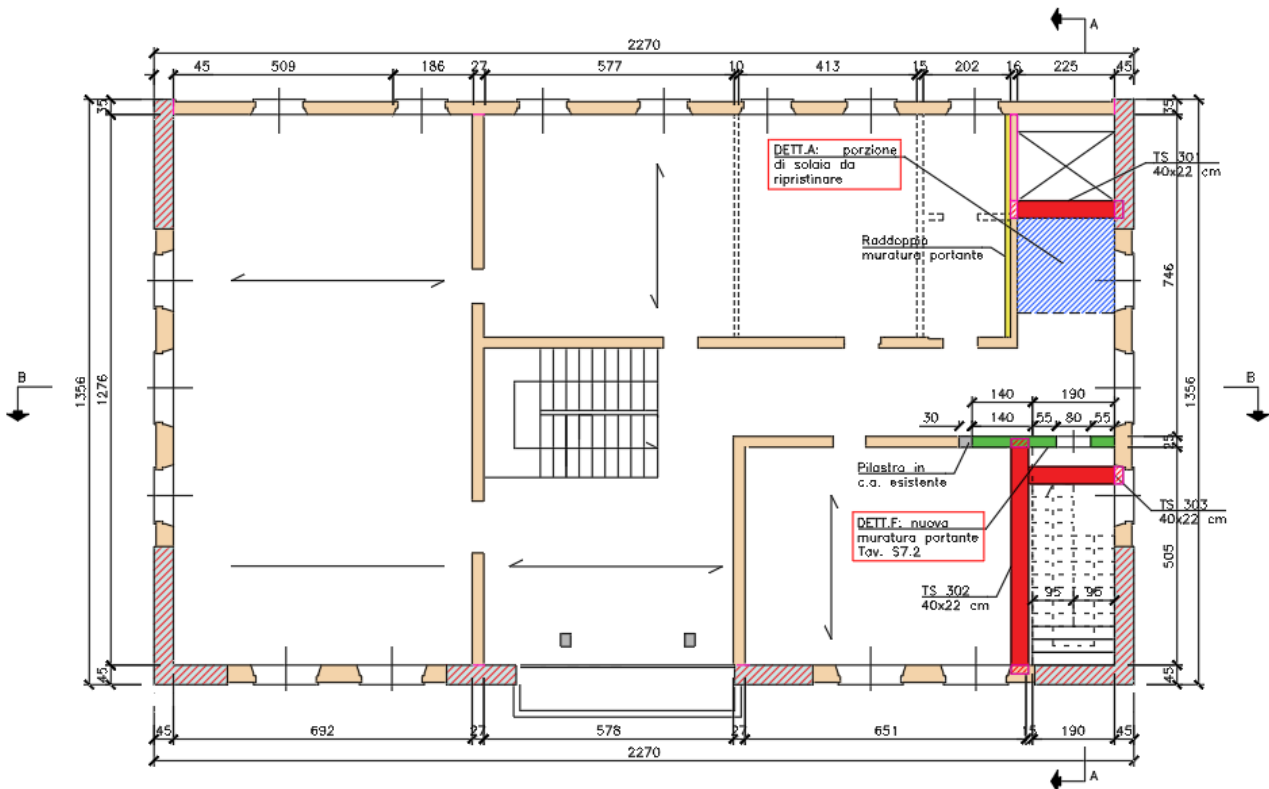 A
2270
45 509 186 27 577 10 413 15 202 16 225 45
35
35
DETT.A: porzione
di solaio da
ripristinare
TS 301
40x22 cm
Raddoppio
muratura portante
746
B
1356
1276
1356
B
140 190
30 140 55 80 55
25
Pilastro in
c.a. esistente
DETT.F: nuova
muratura portante
Tav. S7.2
TS 303
40x22 cm
505
TS 302
40x22 cm
95 95
45
45
45 692 27 578 27 651 15 190 45
2270
A